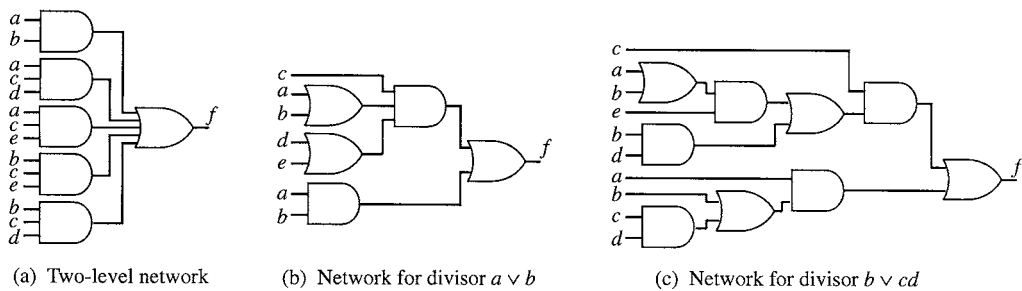 a
b
a
c
d
a
c
e
b
c
e
b
c
d
f
(a) Two-level network
c
a
b
d
e
a
b
f
(b) Network for divisor a ∨ b
c
a
b
e
b
d
a
b
c
d
f
(c) Network for divisor b ∨ cd